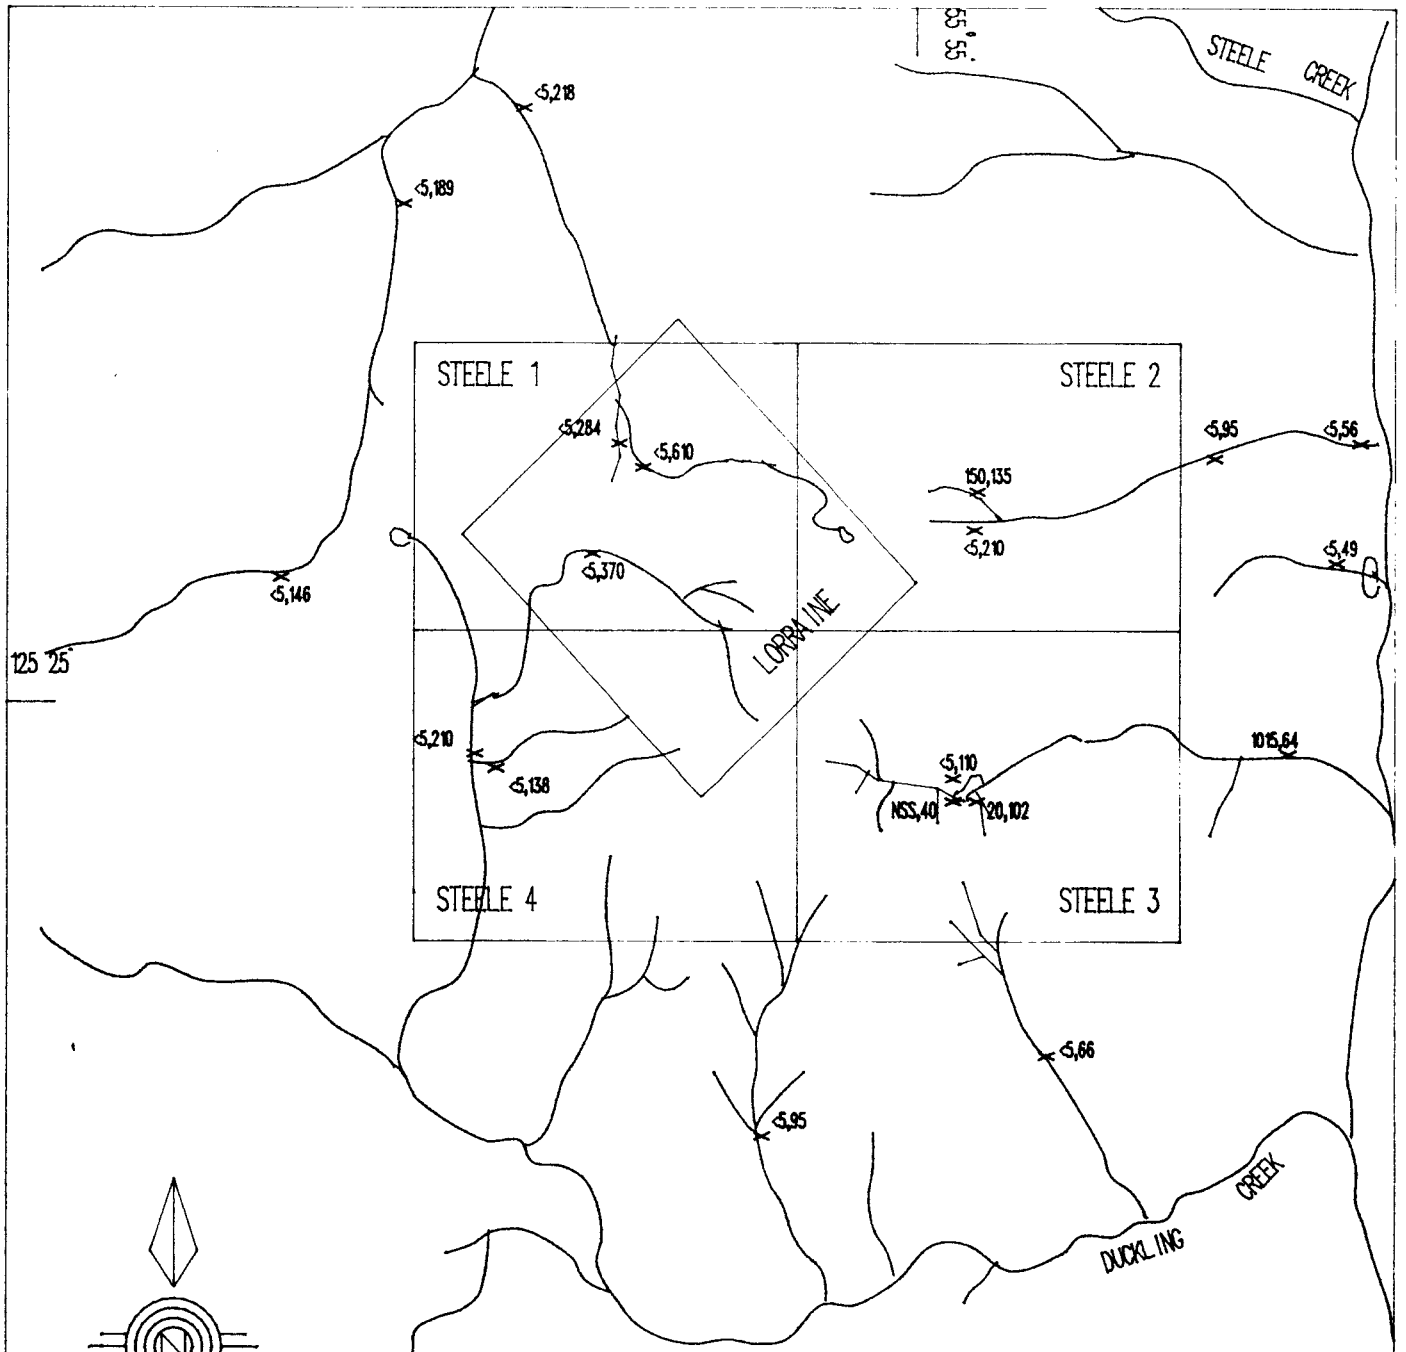 55° 55'
STEELE CREEK
<5,218
<5,189
STEELE 1
STEELE 2
<5,284
<5,610
<5,95
<5,56
150,135
<5,210
<5,49
<5,370
<5,146
LORRAINE
125 25'
<5,210
<5,138
<5,110
1015,64
NSS,40
20,102
STEELE 4
STEELE 3
<5,66
<5,95
CREEK
DUCKLING
N